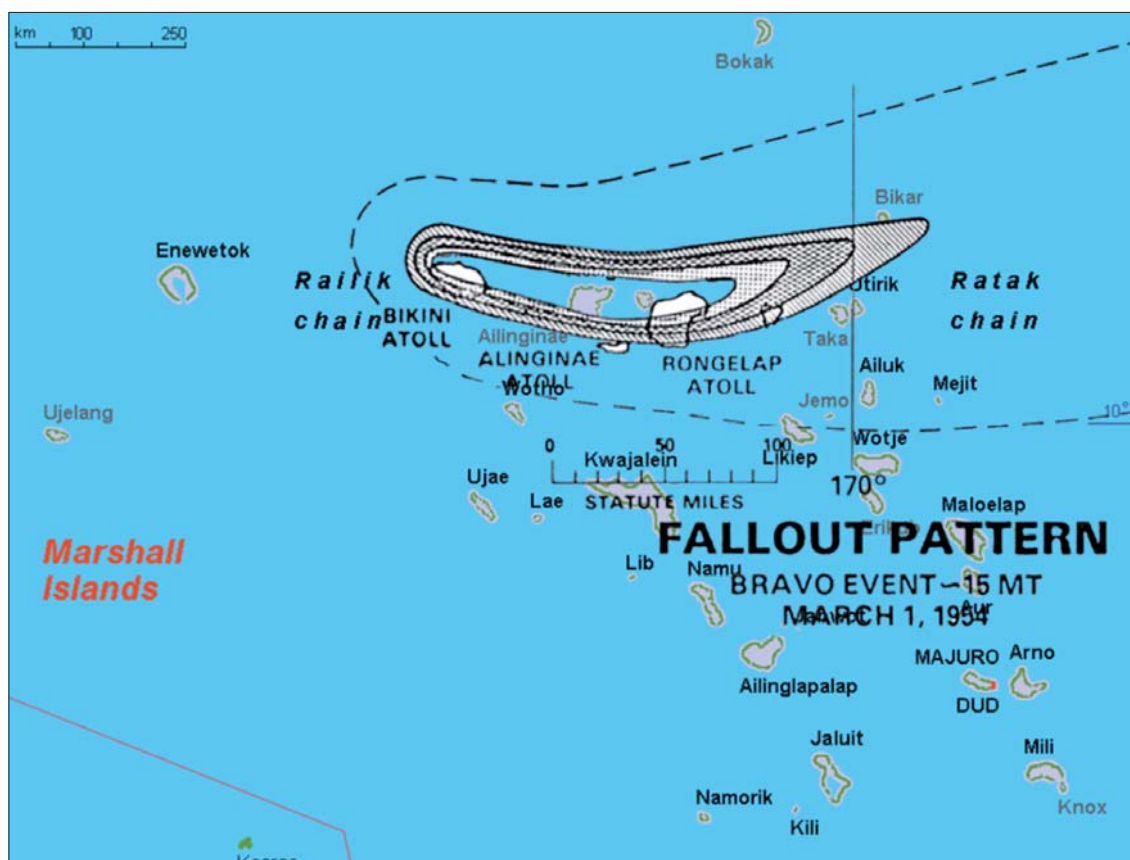 km 100 250
Bokak
Bikar
Enewetok
Railik
chain
Ratak
chain
BIKINI
ATOLL
Ailinginae
ALINGINAE
ATOLL
RONGELAP
ATOLL
Utirik
Taka
Ailuk
Mejit
Wotho
Jemo
10°
Ujelang
Likiep
Wotje
0 50 100
Kwajalein
STATUTE MILES
170°
Ujae
Lae
Erikub
Maloelap
FALLOUT PATTERN
Marshall
Islands
Lib
Namu
BRAVO EVENT~15 MT
MARCH 1, 1954
Aur
Jabwot
MAJURO
Arno
DUD
Ailinglapalap
Jaluit
Mili
Knox
Namorik
Kili